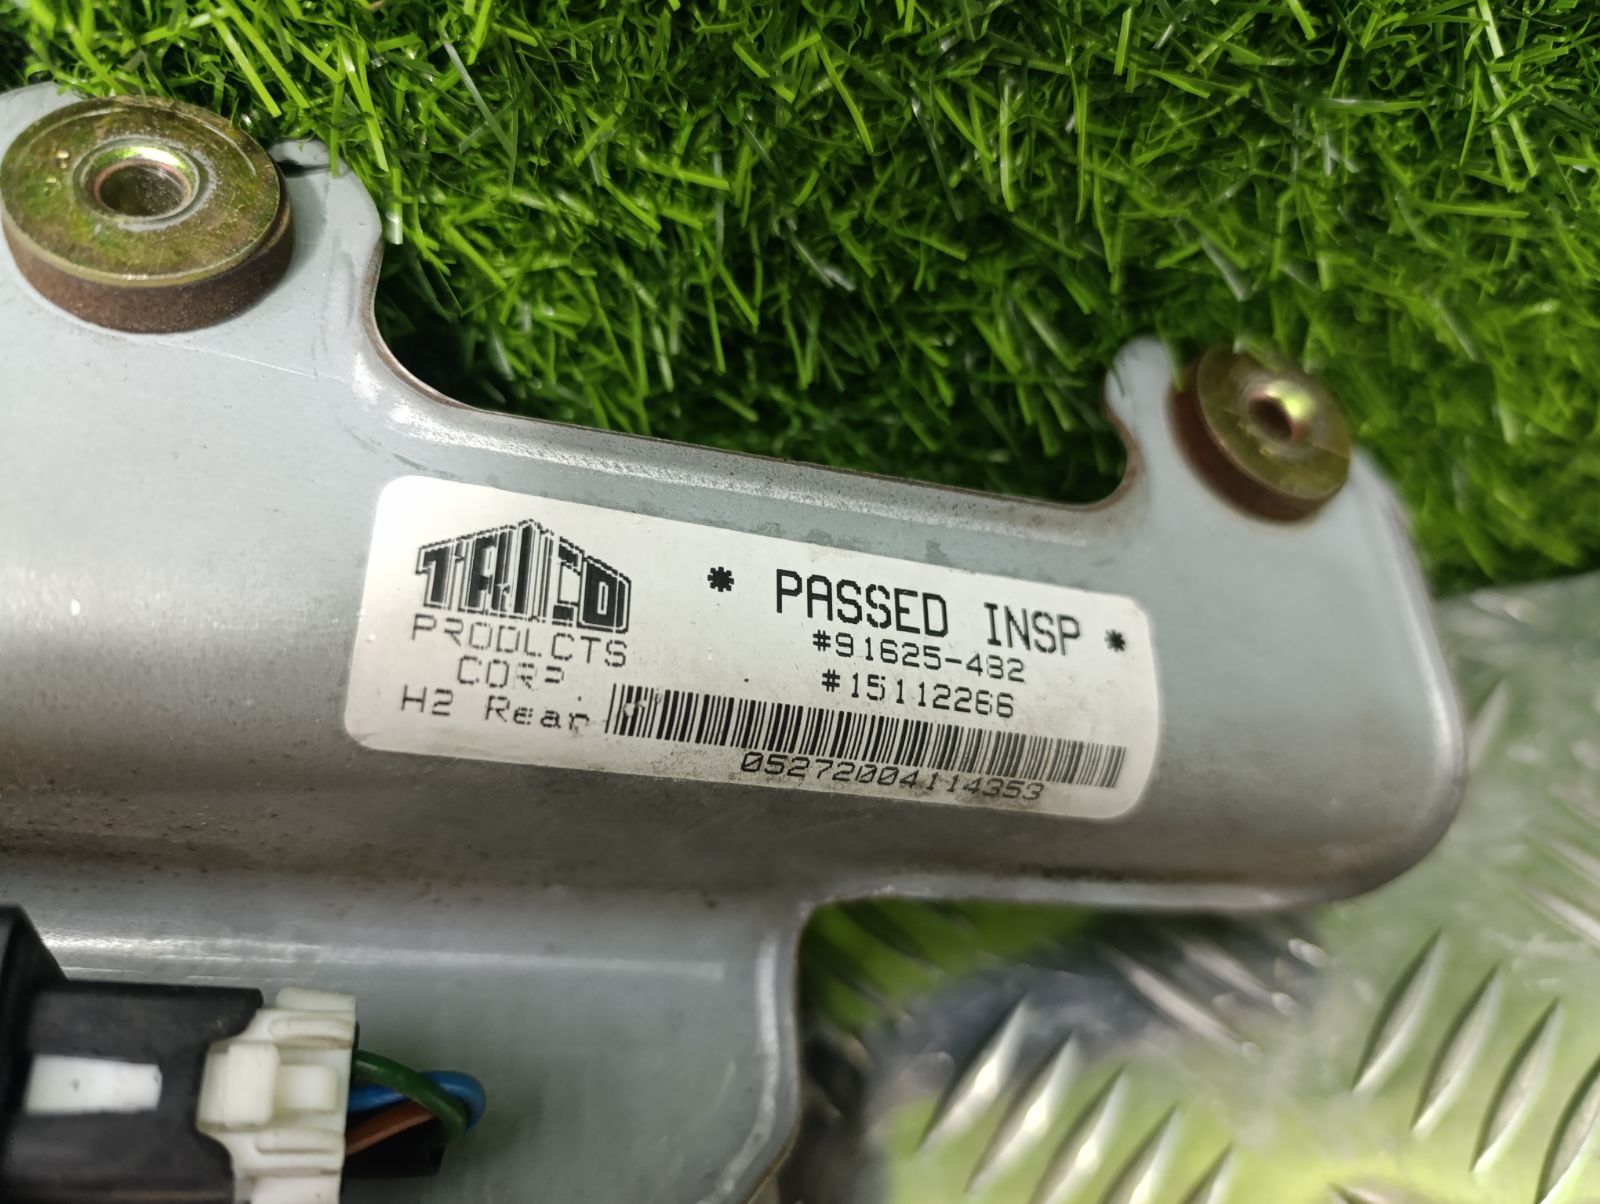 TRICO
PRODUCTS
CORP.
H2 Rear
* PASSED INSP *
#91625-482
#15112266
05272004114353